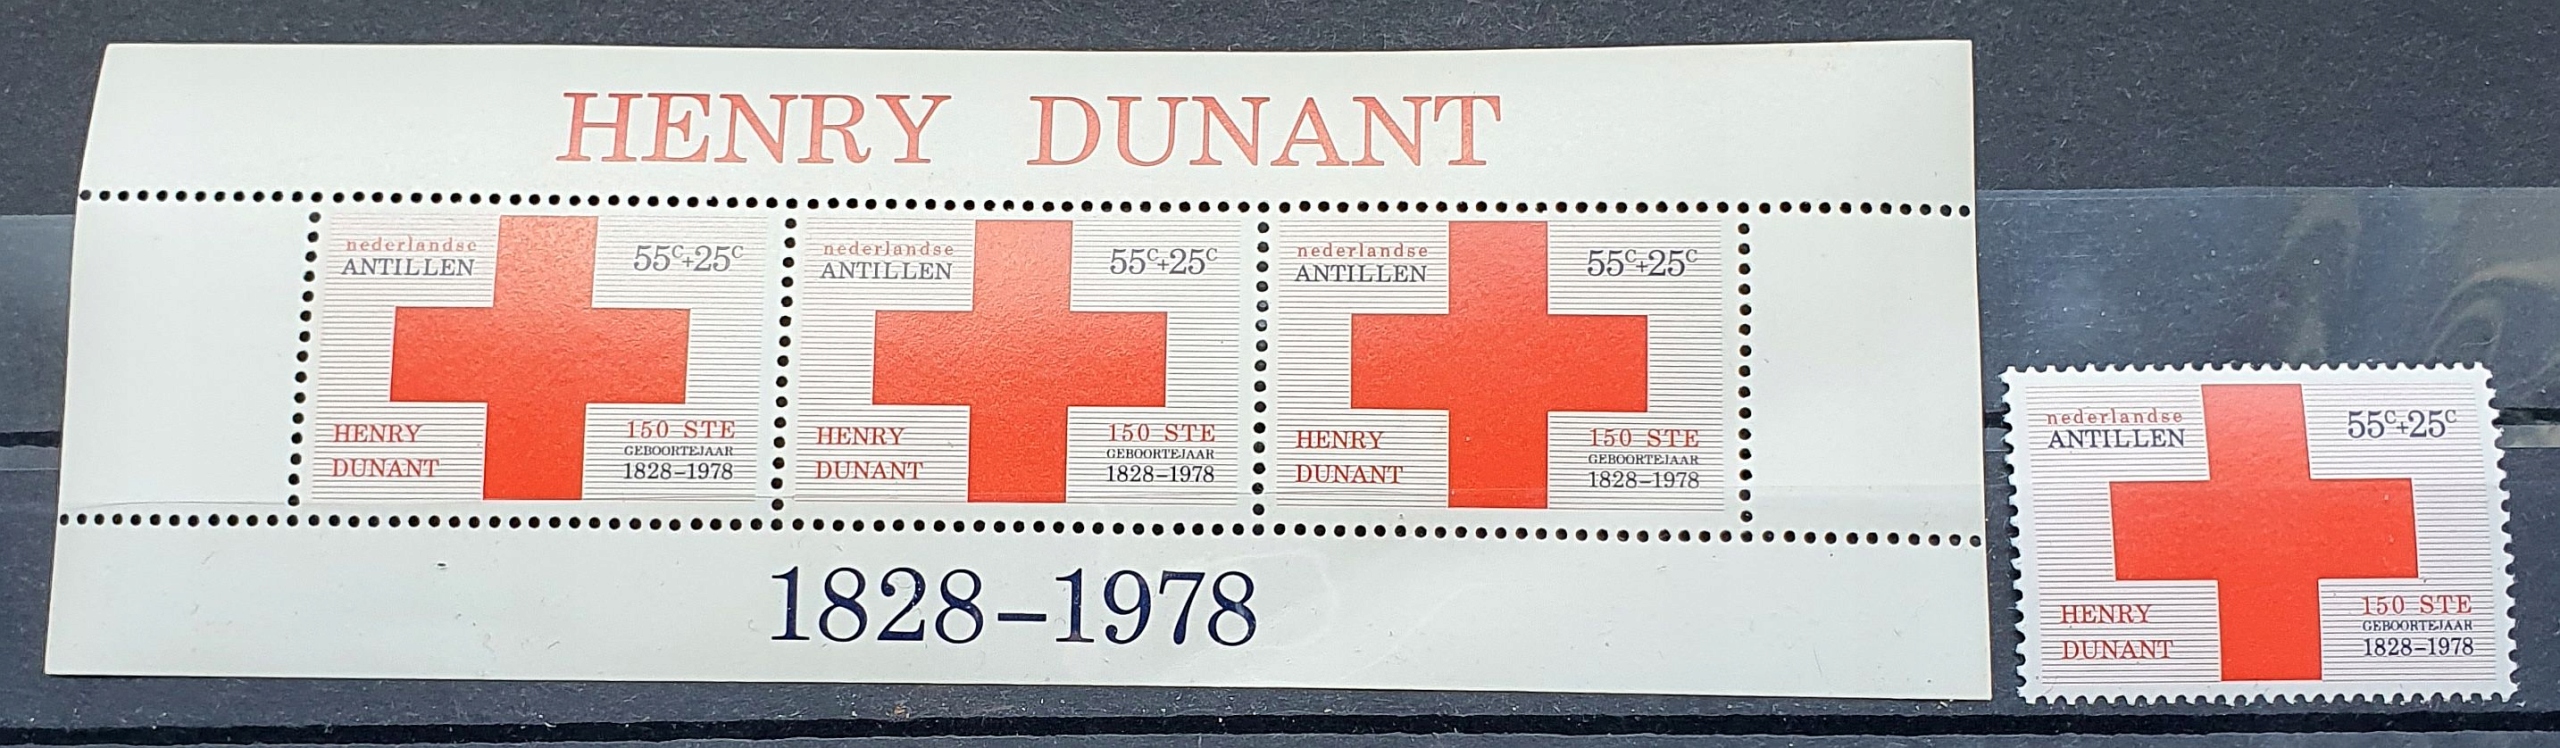 HENRY DUNANT
nederlandse
ANTILLEN
55c+25c
HENRY
DUNANT
150 STE
GEBOORTEJAAR
1828-1978
nederlandse
ANTILLEN
55c+25c
HENRY
DUNANT
150 STE
GEBOORTEJAAR
1828-1978
nederlandse
ANTILLEN
55c+25c
HENRY
DUNANT
150 STE
GEBOORTEJAAR
1828-1978
1828-1978
nederlandse
ANTILLEN
55c+25c
HENRY
DUNANT
150 STE
GEBOORTEJAAR
1828-1978